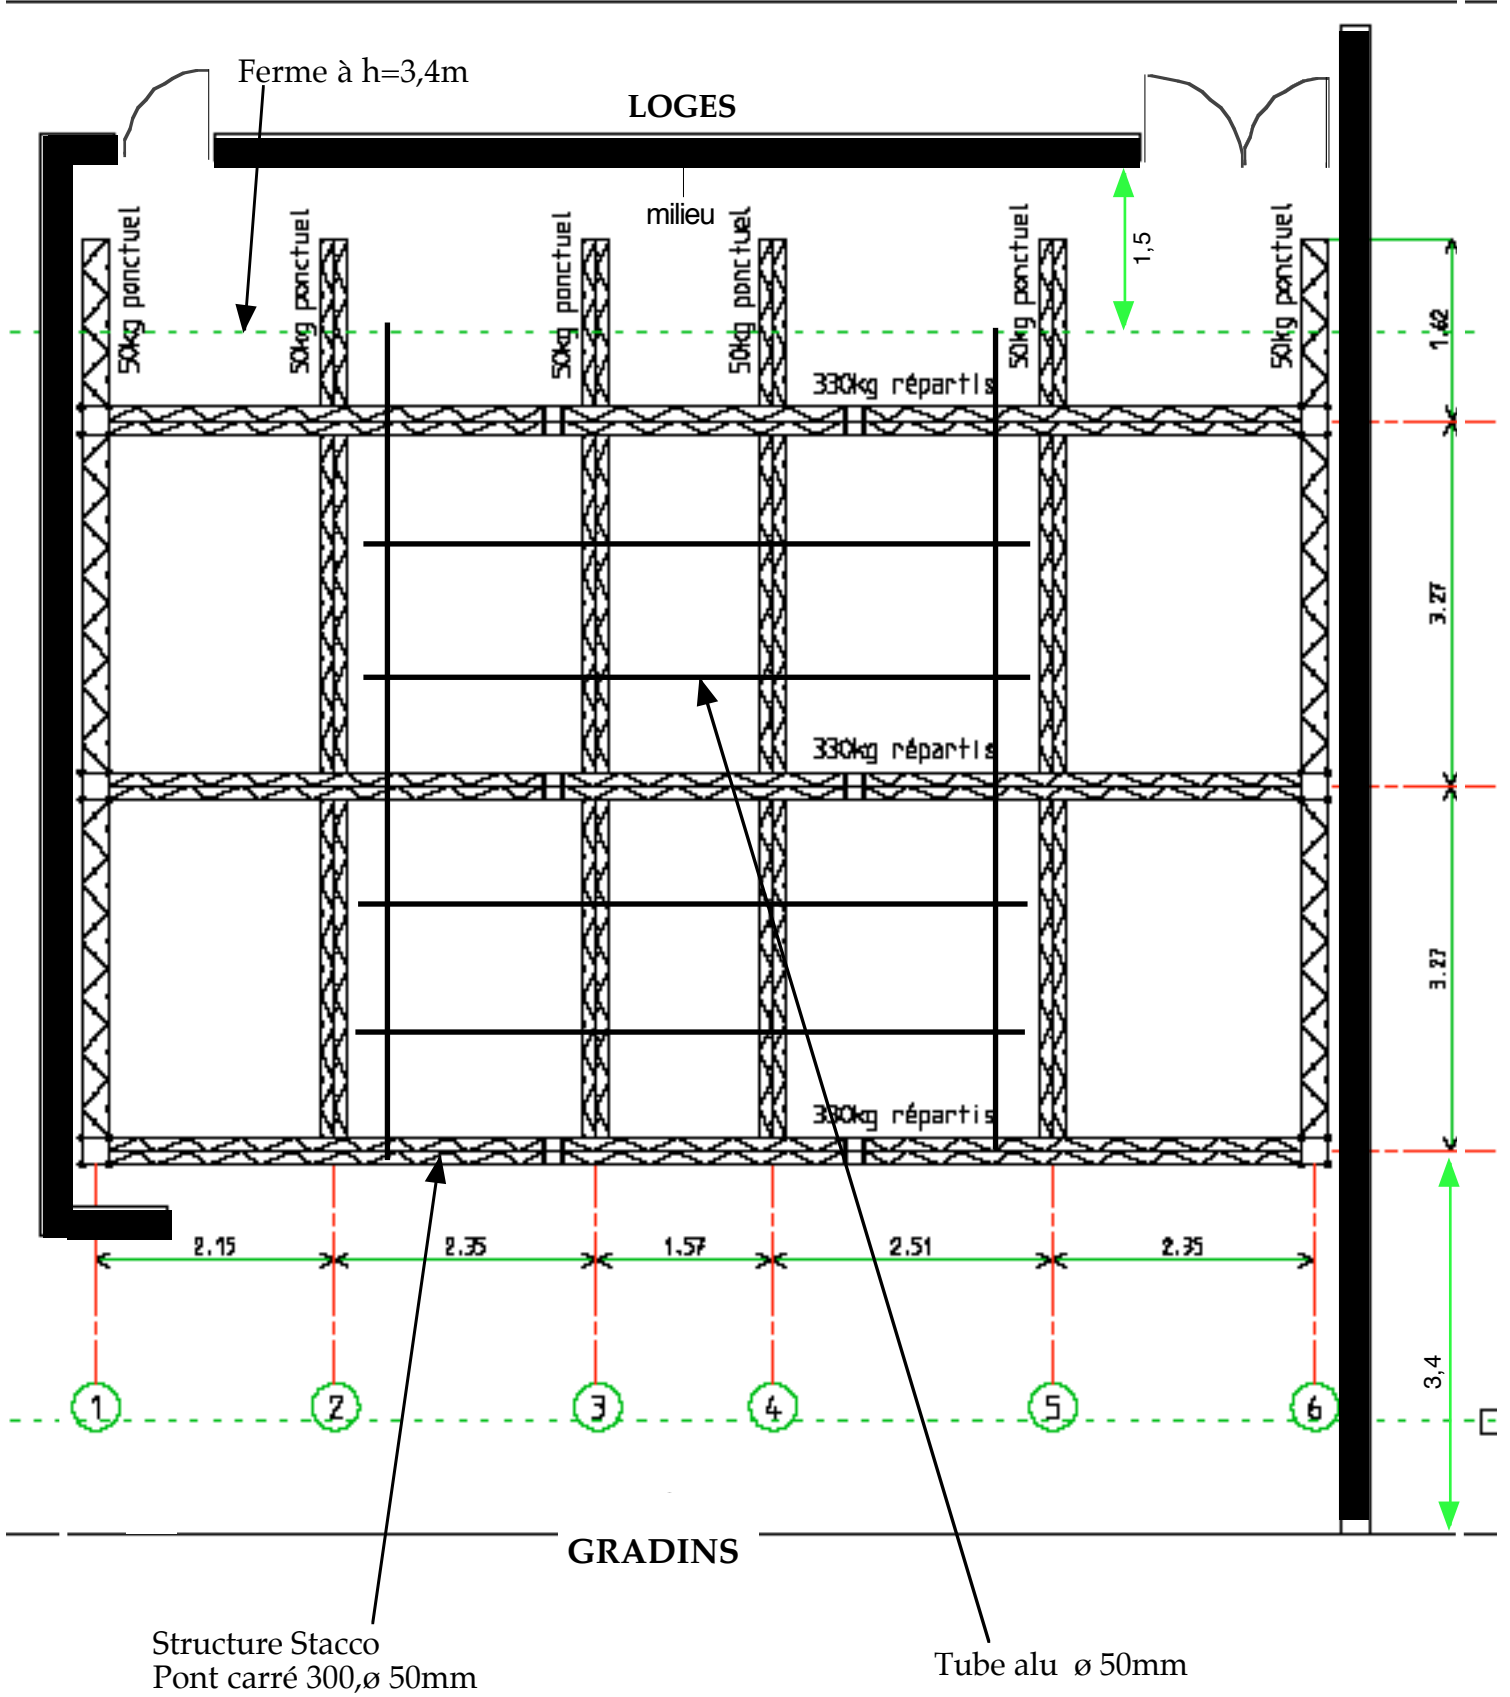 Ferme à h=3,4m
LOGES
milieu
50kg ponctuel
50kg ponctuel
50kg ponctuel
50kg ponctuel
50kg ponctuel
50kg ponctuel
1,5
1.62
330kg répartis
3.27
330kg répartis
3.27
330kg répartis
2.15
2.35
1.57
2.51
2.35
3,4
1
2
3
4
5
6
GRADINS
Structure Stacco
Pont carré 300,ø 50mm
Tube alu ø 50mm